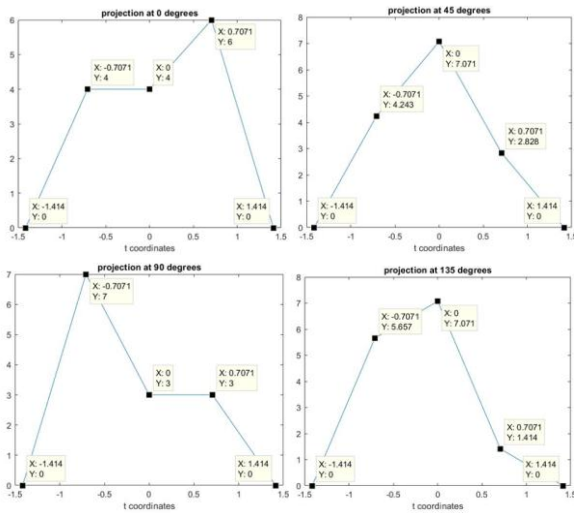 projection at 0 degrees
6
5
4
3
2
1
0
X: -0.7071
Y: 4
X: 0
Y: 4
X: 0.7071
Y: 6
X: -1.414
Y: 0
X: 1.414
Y: 0
-1.5 -1 -0.5 0 0.5 1 1.5
t coordinates
projection at 45 degrees
8
7
6
5
4
3
2
1
0
X: 0
Y: 7.071
X: -0.7071
Y: 4.243
X: 0.7071
Y: 2.828
X: -1.414
Y: 0
X: 1.414
Y: 0
-1.5 -1 -0.5 0 0.5 1 1.5
t coordinates
projection at 90 degrees
7
6
5
4
3
2
1
0
X: -0.7071
Y: 7
X: 0
Y: 3
X: 0.7071
Y: 3
X: -1.414
Y: 0
X: 1.414
Y: 0
-1.5 -1 -0.5 0 0.5 1 1.5
t coordinates
projection at 135 degrees
8
7
6
5
4
3
2
1
0
X: -0.7071
Y: 5.657
X: 0
Y: 7.071
X: 0.7071
Y: 1.414
X: -1.414
Y: 0
X: 1.414
Y: 0
-1.5 -1 -0.5 0 0.5 1 1.5
t coordinates